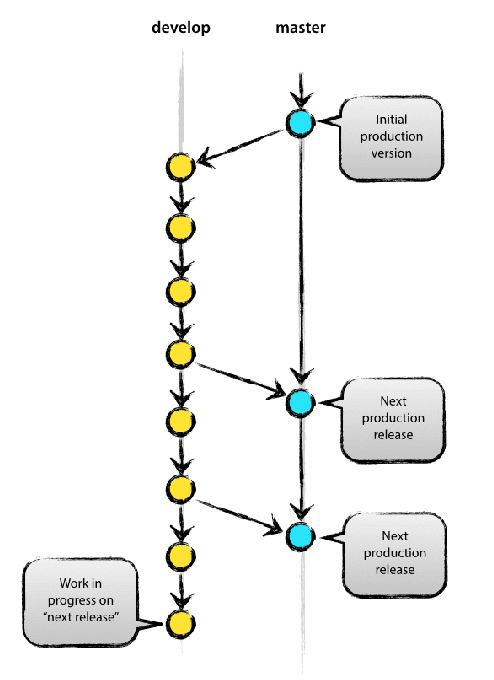 develop
master
Initial
production
version
Next
production
release
Next
production
release
Work in
progress on
“next release”